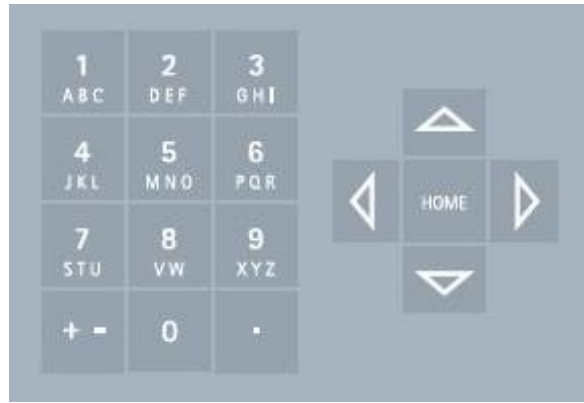 1 2 3
ABC DEF GHI
4 5 6
JKL MNO PQR
HOME
7 8 9
STU VW XYZ
+ - 0 .